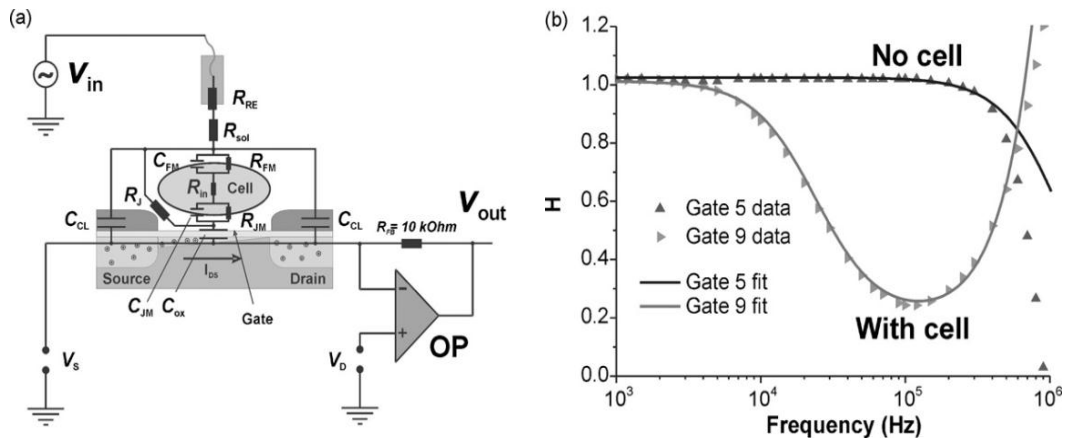 (a)
V_in
R_RE
R_sol
C_FM
R_FM
R_in
Cell
R_J
R_JM
C_CL
C_CL
V_out
R_FB= 10 kOhm
Source
I_DS
Drain
C_JM
C_ox
Gate
OP
V_S
V_D
(b)
No cell
With cell
Gate 5 data
Gate 9 data
Gate 5 fit
Gate 9 fit
H
1.2
1.0
0.8
0.6
0.4
0.2
0.0
10^3
10^4
10^5
10^6
Frequency (Hz)